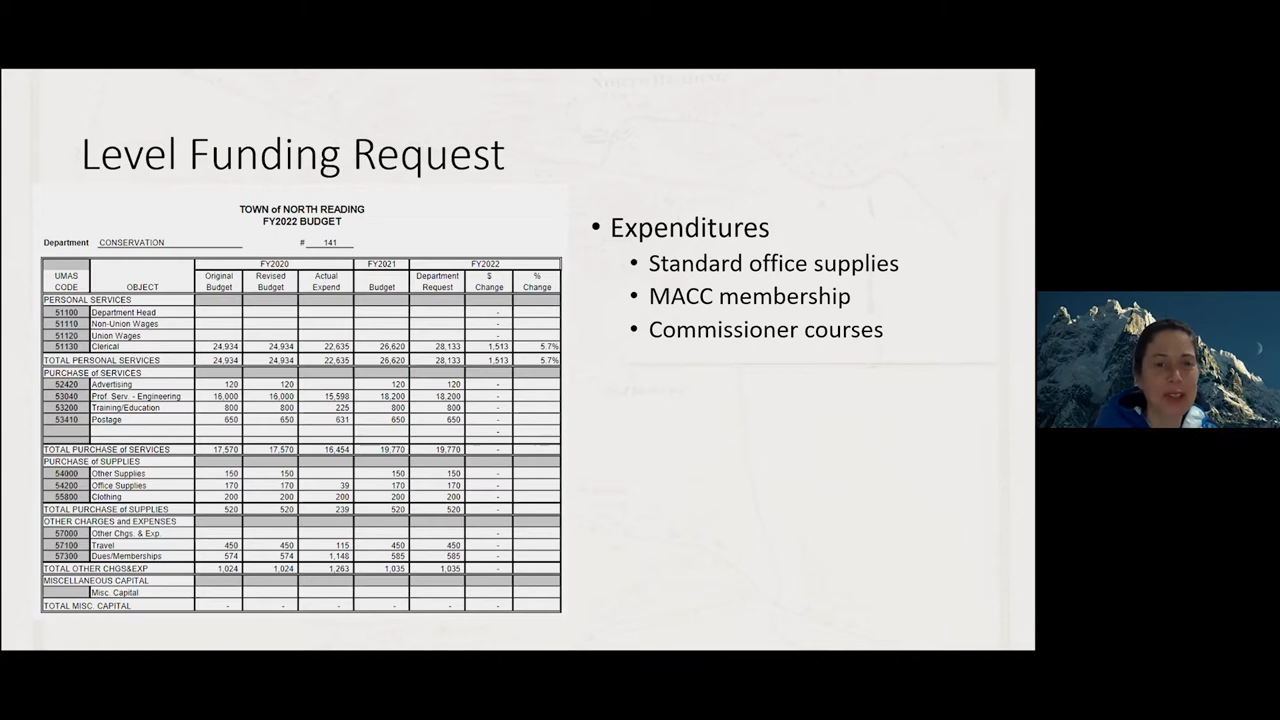 Level Funding Request
TOWN of NORTH READING
FY2022 BUDGET
Department CONSERVATION # 141
FY2020 FY2021 FY2022
UMAS CODE OBJECT Original Budget Revised Budget Actual Expend Budget Department Request $ Change % Change
PERSONAL SERVICES
51100 Department Head -
51110 Non-Union Wages -
51120 Union Wages -
51130 Clerical 24,934 24,934 22,635 26,620 28,133 1,513 5.7%
TOTAL PERSONAL SERVICES 24,934 24,934 22,635 26,620 28,133 1,513 5.7%
PURCHASE of SERVICES
52420 Advertising 120 120 120 120 -
53040 Prof. Serv. - Engineering 16,000 16,000 15,598 18,200 18,200 -
53200 Training/Education 800 800 225 800 800 -
53410 Postage 650 650 631 650 650 -
-
TOTAL PURCHASE of SERVICES 17,570 17,570 16,454 19,770 19,770 -
PURCHASE of SUPPLIES
54000 Other Supplies 150 150 150 150 -
54200 Office Supplies 170 170 39 170 170 -
55800 Clothing 200 200 200 200 200 -
TOTAL PURCHASE of SUPPLIES 520 520 239 520 520 -
OTHER CHARGES and EXPENSES
57000 Other Chgs. & Exp. -
57100 Travel 450 450 115 450 450 -
57300 Dues/Memberships 574 574 1,148 585 585 -
TOTAL OTHER CHGS&EXP 1,024 1,024 1,263 1,035 1,035 -
MISCELLANEOUS CAPITAL
Misc. Capital
TOTAL MISC. CAPITAL - - - - - -
• Expenditures
• Standard office supplies
• MACC membership
• Commissioner courses